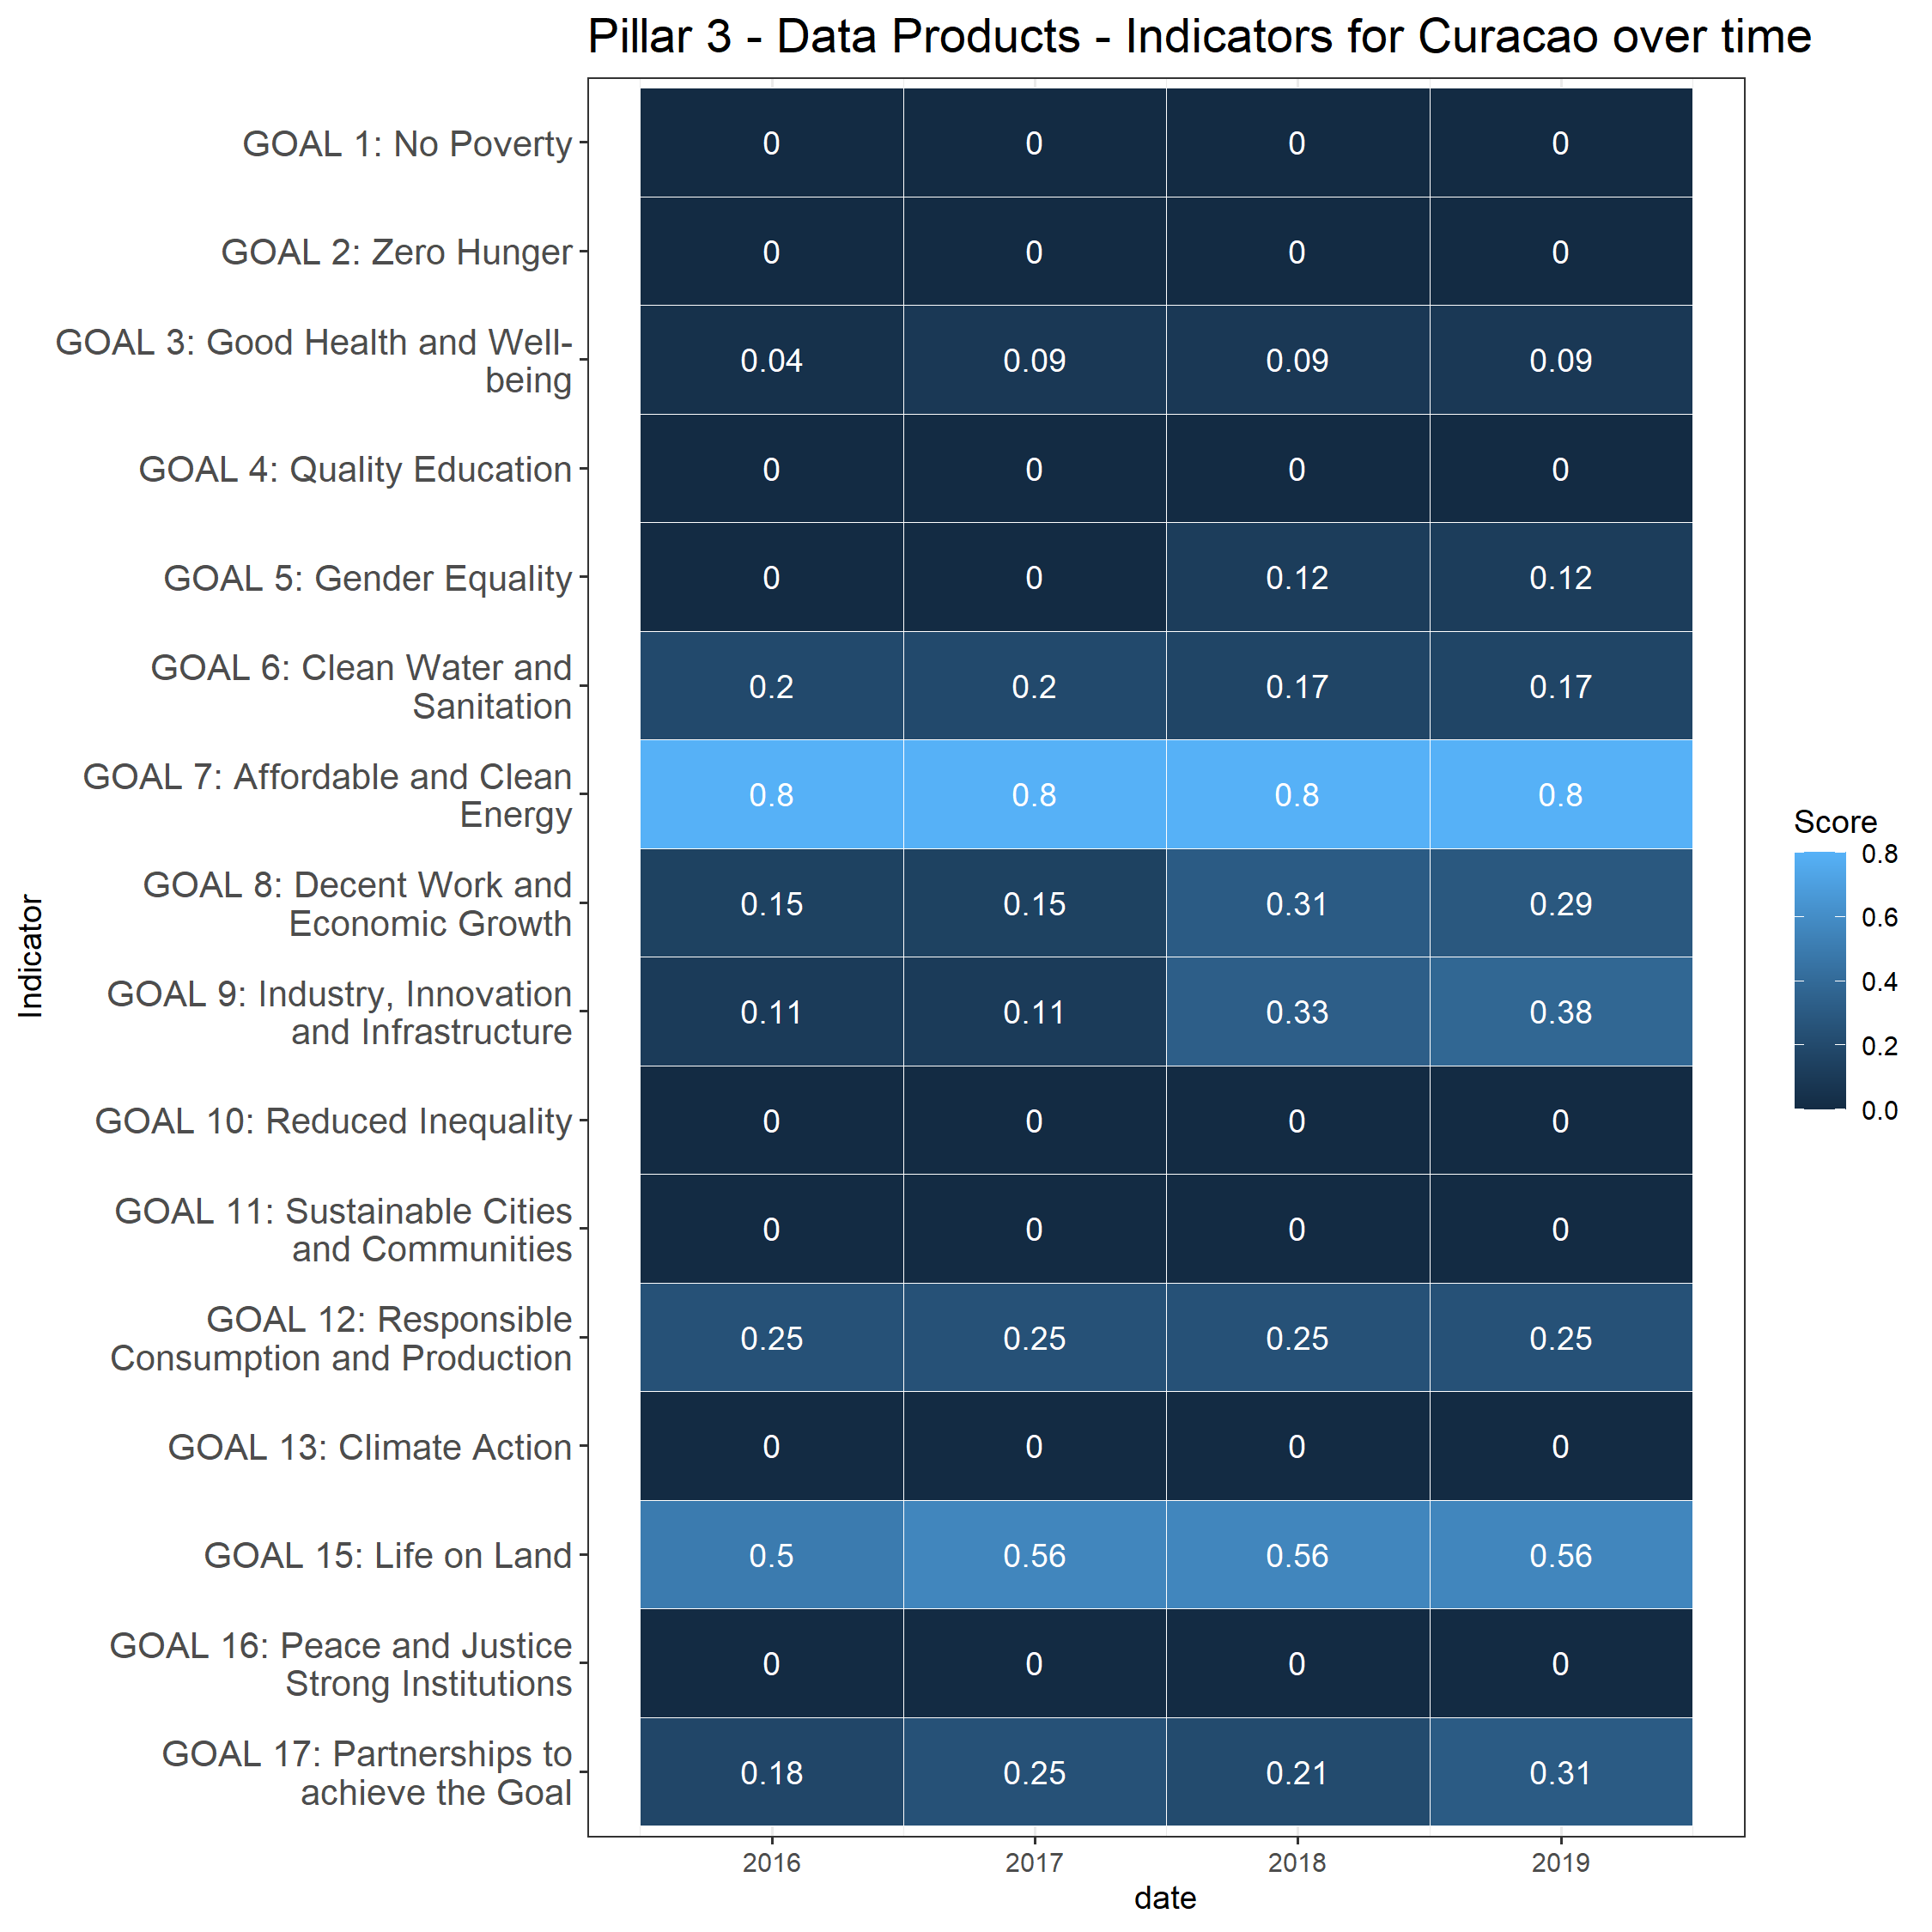 Pillar 3 - Data Products - Indicators for Curacao over time
GOAL 1: No Poverty
0 0 0 0
GOAL 2: Zero Hunger
0 0 0 0
GOAL 3: Good Health and Well-
being
0.04 0.09 0.09 0.09
GOAL 4: Quality Education
0 0 0 0
GOAL 5: Gender Equality
0 0 0.12 0.12
GOAL 6: Clean Water and
Sanitation
0.2 0.2 0.17 0.17
GOAL 7: Affordable and Clean
Energy
0.8 0.8 0.8 0.8
GOAL 8: Decent Work and
Economic Growth
0.15 0.15 0.31 0.29
GOAL 9: Industry, Innovation
and Infrastructure
0.11 0.11 0.33 0.38
GOAL 10: Reduced Inequality
0 0 0 0
GOAL 11: Sustainable Cities
and Communities
0 0 0 0
GOAL 12: Responsible
Consumption and Production
0.25 0.25 0.25 0.25
GOAL 13: Climate Action
0 0 0 0
GOAL 15: Life on Land
0.5 0.56 0.56 0.56
GOAL 16: Peace and Justice
Strong Institutions
0 0 0 0
GOAL 17: Partnerships to
achieve the Goal
0.18 0.25 0.21 0.31
2016 2017 2018 2019
date
Indicator
Score
0.8
0.6
0.4
0.2
0.0